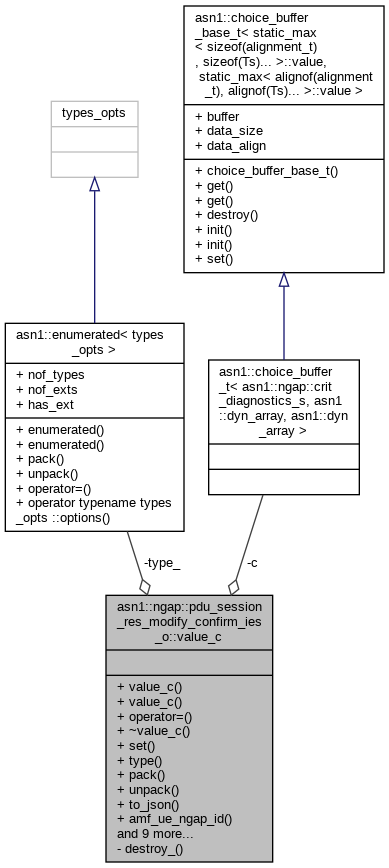 asn1::choice_buffer
_base_t< static_max
< sizeof(alignment_t)
, sizeof(Ts)... >::value,
static_max< alignof(alignment
_t), alignof(Ts)... >::value >
+ buffer
+ data_size
+ data_align
+ choice_buffer_base_t()
+ get()
+ get()
+ destroy()
+ init()
+ init()
+ set()
types_opts
asn1::enumerated< types
_opts >
+ nof_types
+ nof_exts
+ has_ext
+ enumerated()
+ enumerated()
+ pack()
+ unpack()
+ operator=()
+ operator typename types
_opts ::options()
asn1::choice_buffer
_t< asn1::ngap::crit
_diagnostics_s, asn1
::dyn_array, asn1::dyn
_array >
-type_
-c
asn1::ngap::pdu_session
_res_modify_confirm_ies
_o::value_c
+ value_c()
+ value_c()
+ operator=()
+ ~value_c()
+ set()
+ type()
+ pack()
+ unpack()
+ to_json()
+ amf_ue_ngap_id()
and 9 more...
- destroy_()